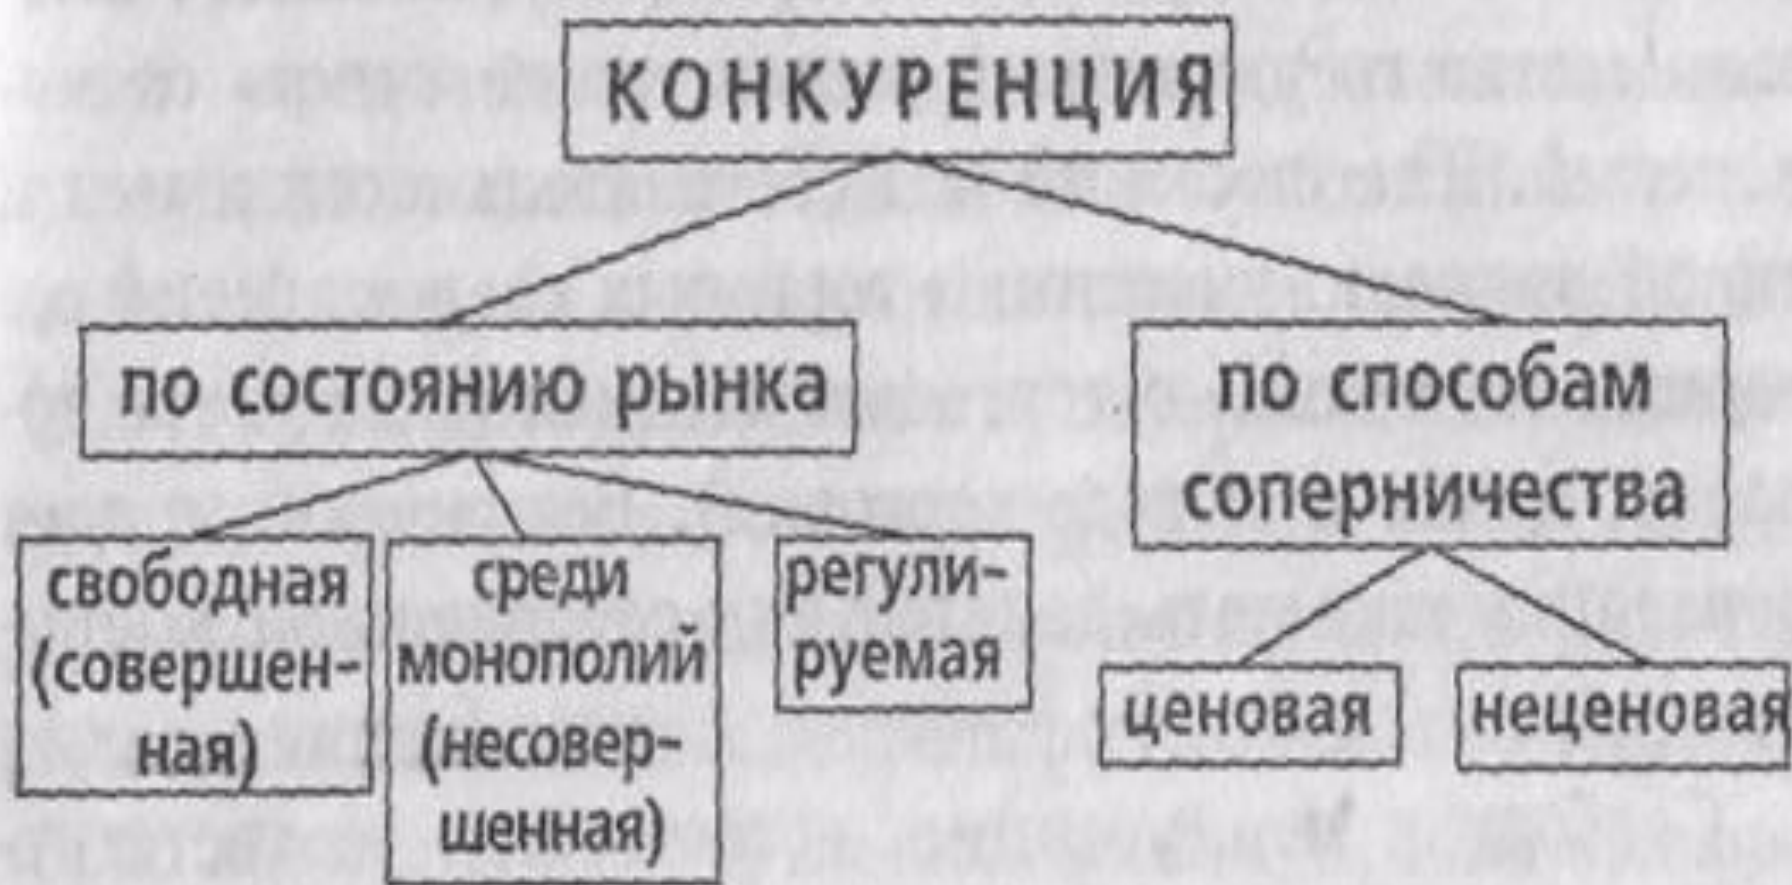 КОНКУРЕНЦИЯ
по состоянию рынка
по способам
соперничества
свободная
(совершен-
ная)
среди
монополий
(несовер-
шенная)
регули-
руемая
ценовая
неценовая